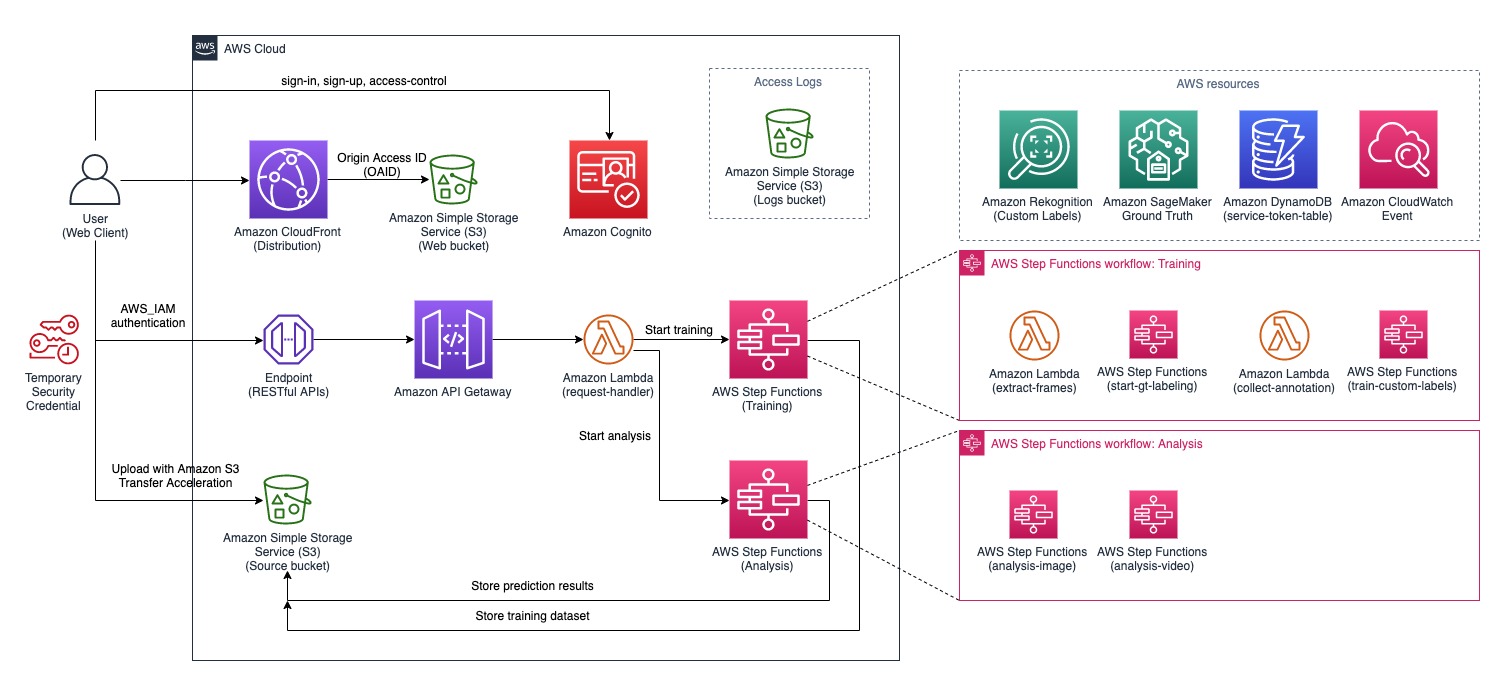 aws
AWS Cloud
sign-in, sign-up, access-control
User
(Web Client)
Amazon CloudFront
(Distribution)
Origin Access ID
(OAID)
Amazon Simple Storage
Service (S3)
(Web bucket)
Amazon Cognito
Access Logs
Amazon Simple Storage
Service (S3)
(Logs bucket)
AWS resources
Amazon Rekognition
(Custom Labels)
Amazon SageMaker
Ground Truth
Amazon DynamoDB
(service-token-table)
Amazon CloudWatch
Event
Temporary
Security
Credential
AWS_IAM
authentication
Endpoint
(RESTful APIs)
Amazon API Getaway
Amazon Lambda
(request-handler)
Start training
AWS Step Functions
(Training)
Start analysis
AWS Step Functions workflow: Training
Amazon Lambda
(extract-frames)
AWS Step Functions
(start-gt-labeling)
Amazon Lambda
(collect-annotation)
AWS Step Functions
(train-custom-labels)
Upload with Amazon S3
Transfer Acceleration
Amazon Simple Storage
Service (S3)
(Source bucket)
AWS Step Functions
(Analysis)
AWS Step Functions workflow: Analysis
AWS Step Functions
(analysis-image)
AWS Step Functions
(analysis-video)
Store prediction results
Store training dataset